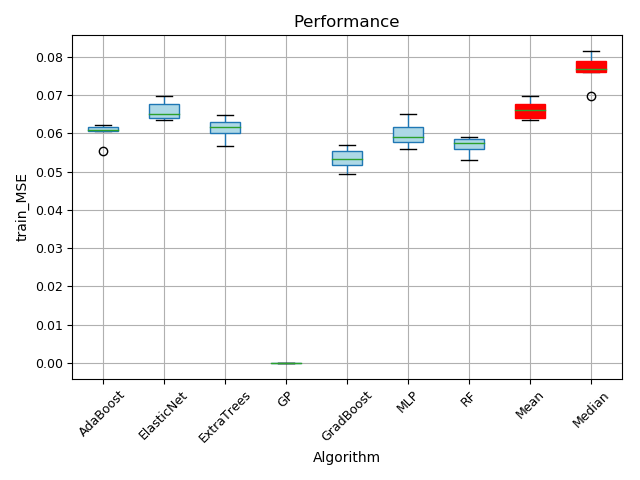 Performance
0.08
0.07
0.06
0.05
0.04
0.03
0.02
0.01
0.00
train_MSE
AdaBoost
ElasticNet
ExtraTrees
GP
GradBoost
MLP
RF
Mean
Median
Algorithm